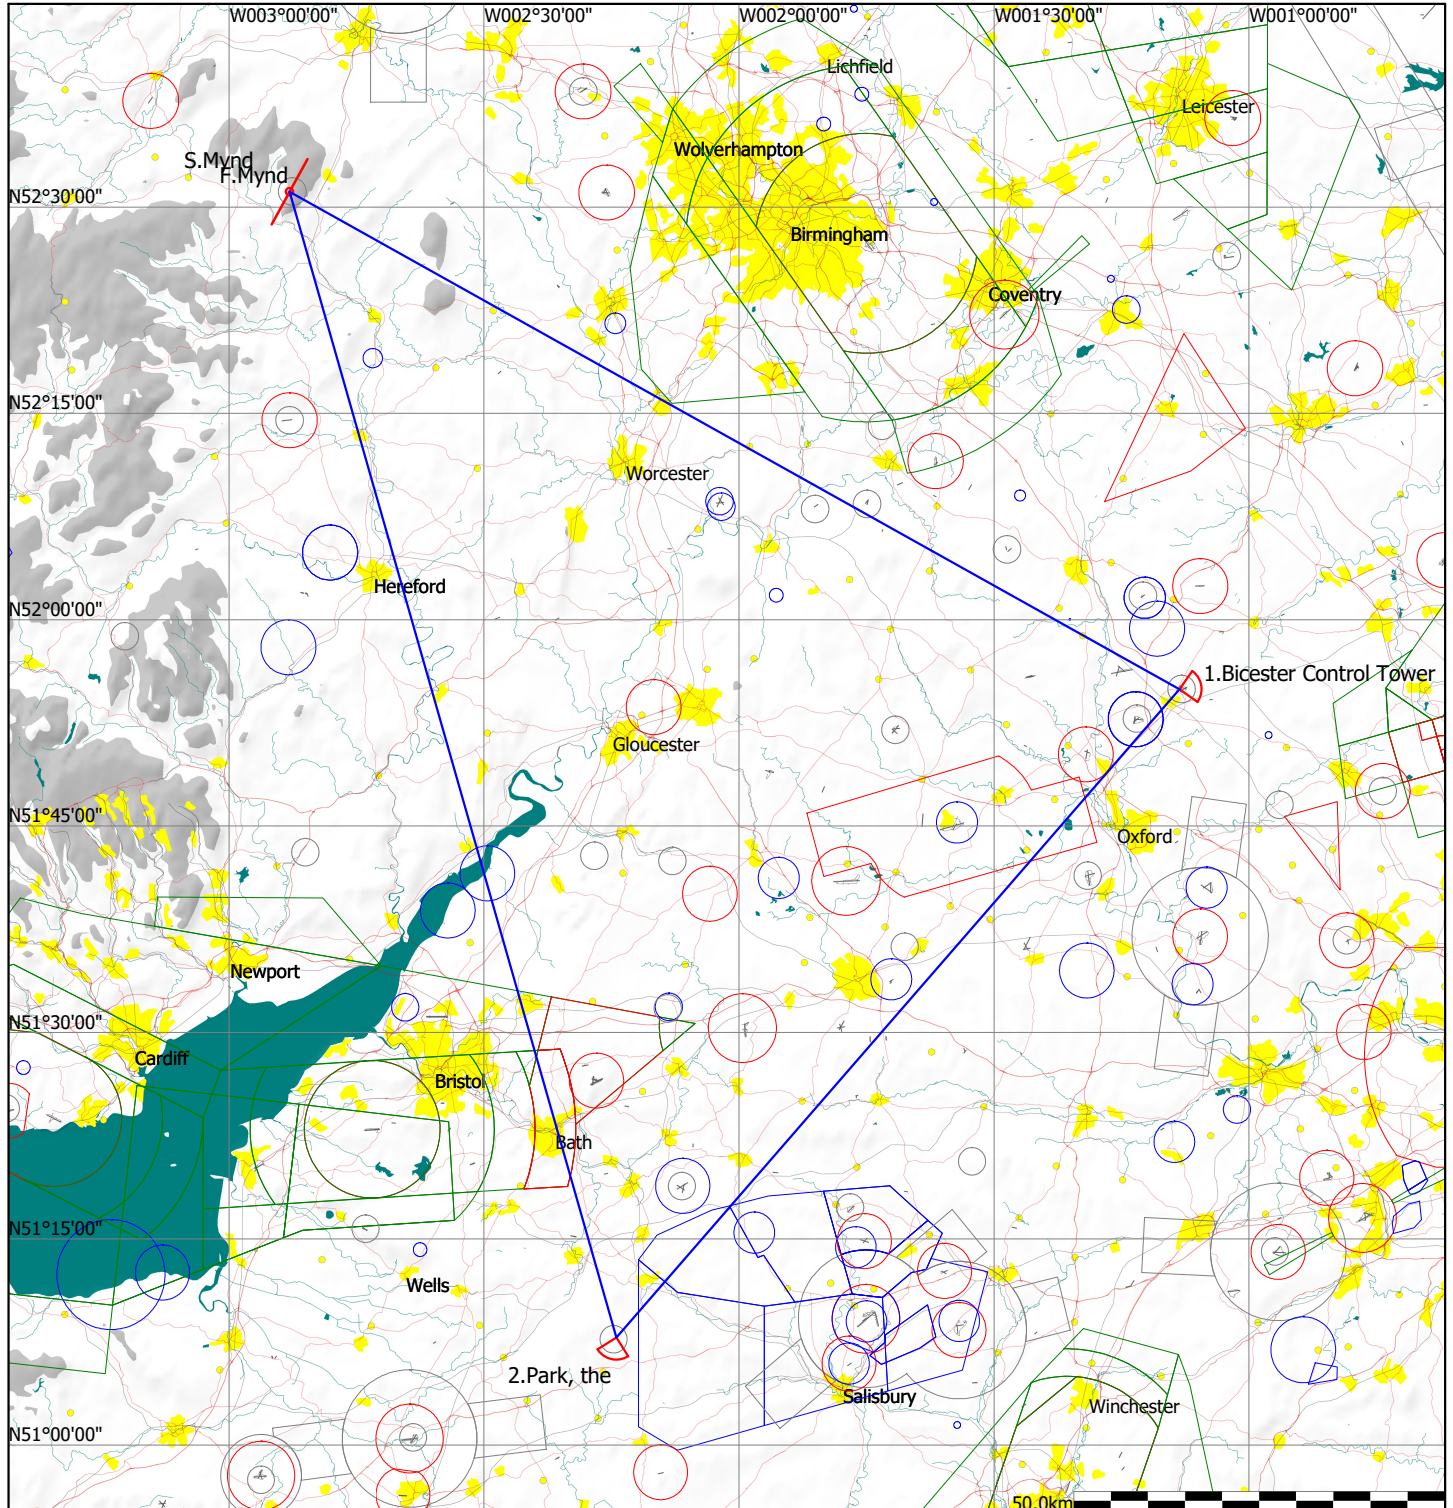 W003°00'00" W002°30'00" W002°00'00" W001°30'00" W001°00'00"
Lichfield
Leicester
Wolverhampton
S.Mynd
F.Mynd
N52°30'00"
Birmingham
Coventry
N52°15'00"
Worcester
Hereford
N52°00'00"
1.Bicester Control Tower
Gloucester
N51°45'00"
Oxford
Newport
N51°30'00"
Cardiff
Bristol
Bath
N51°15'00"
Wells
2.Park, the
Salisbury
Winchester
N51°00'00"
50.0km